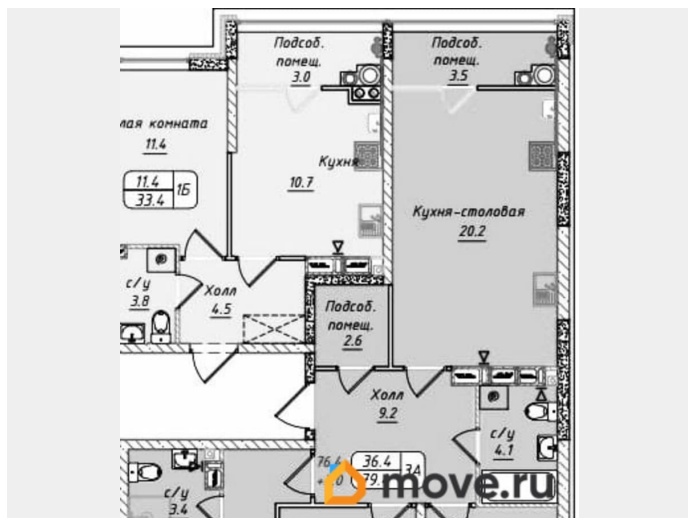 Подсоб.
помещ.
3.0
Подсоб.
помещ.
3.5
комната
11.4
11.4
33.4
1Б
Кухня
10.7
Кухня-столовая
20.2
с/у
3.8
Холл
4.5
Подсоб.
помещ.
2.6
Холл
9.2
с/у
4.1
36.4
3А
с/у
3.4
move.ru